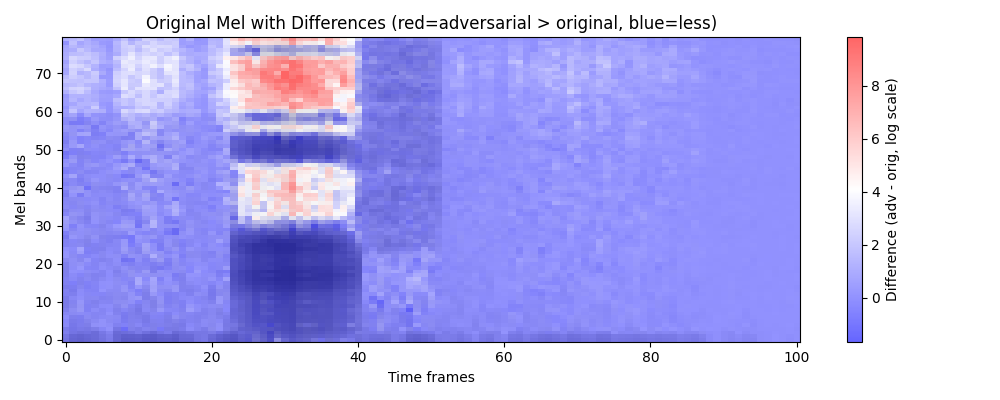 Original Mel with Differences (red=adversarial > original, blue=less)
70
60
50
40
30
20
10
0
Mel bands
0 20 40 60 80 100
Time frames
8
6
4
2
0
Difference (adv - orig, log scale)